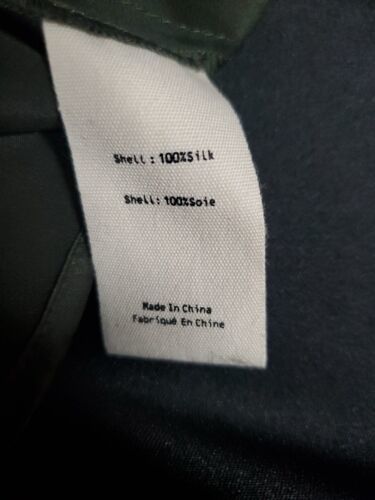 Shell: 100%Silk
Shell: 100%Soie
Made In China
Fabriqué En Chine